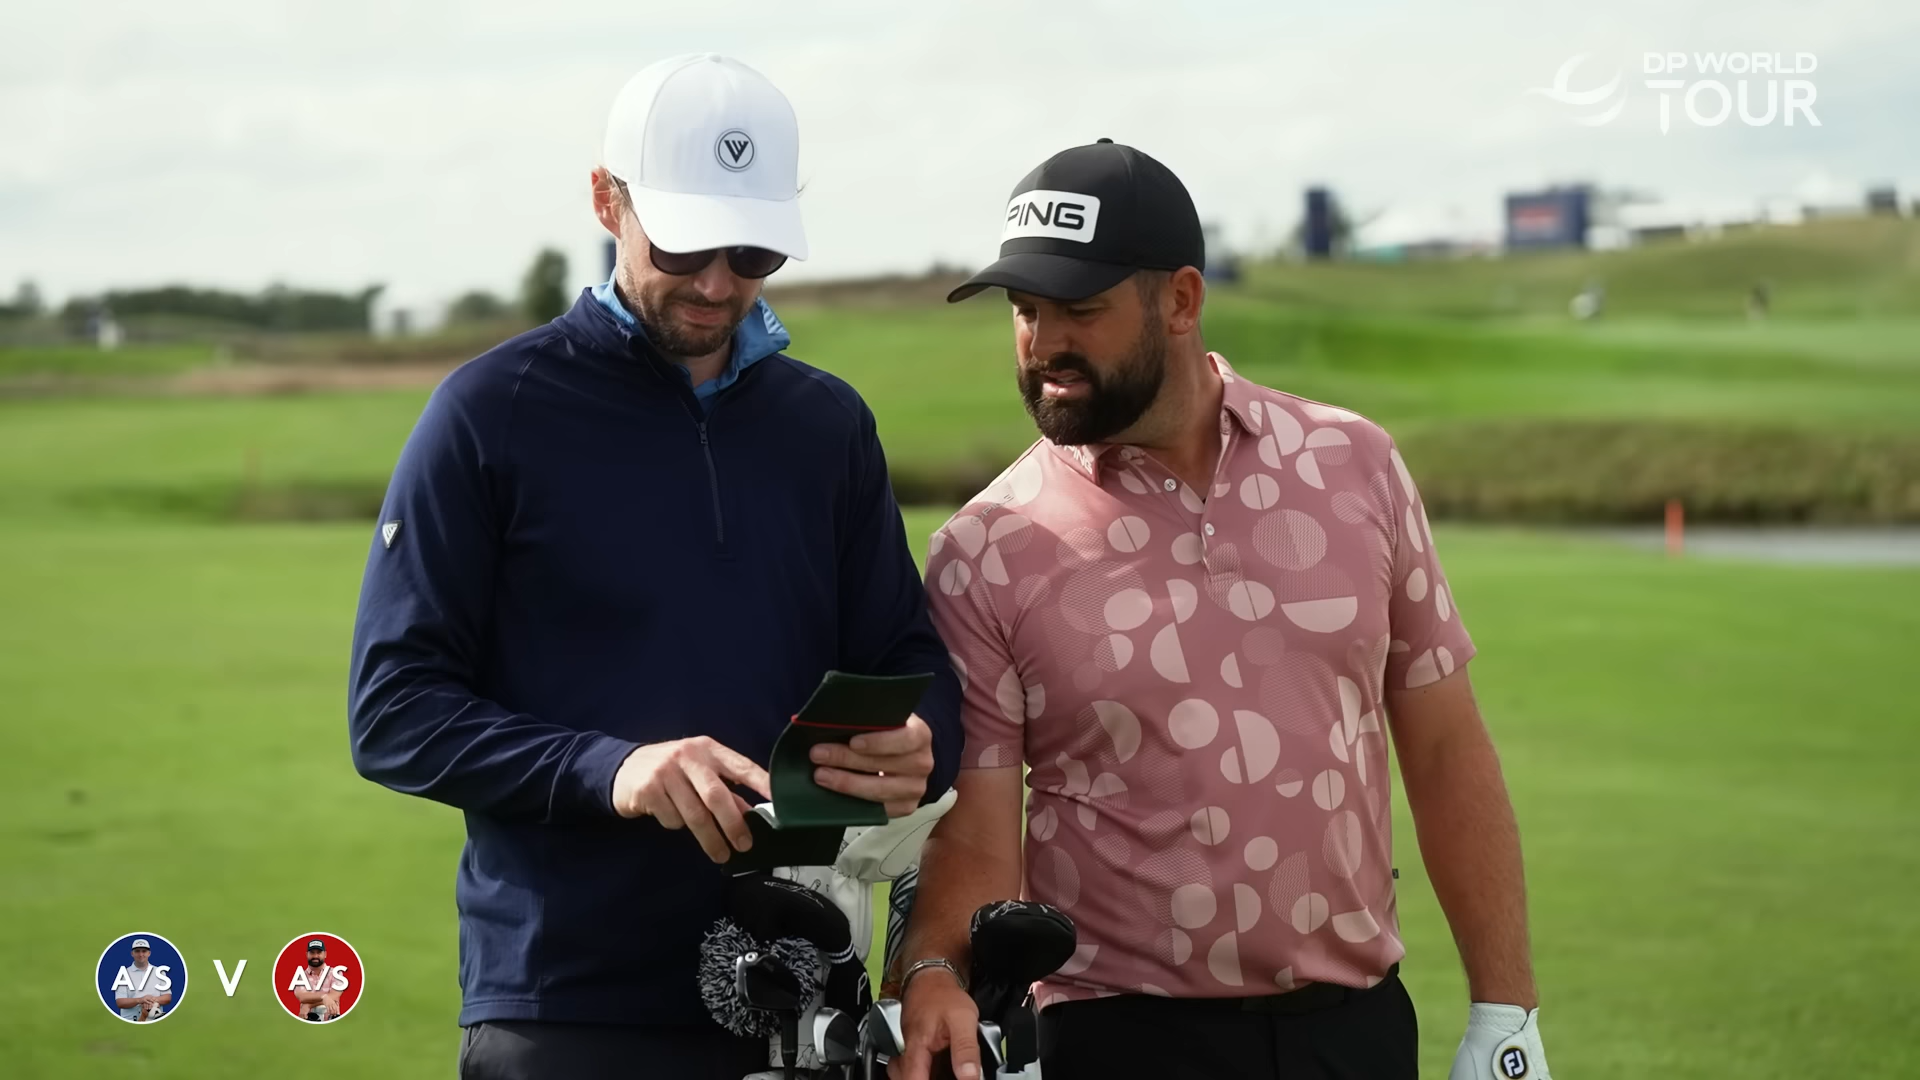 DP WORLD
TOUR
PING
A/S V A/S
FJ